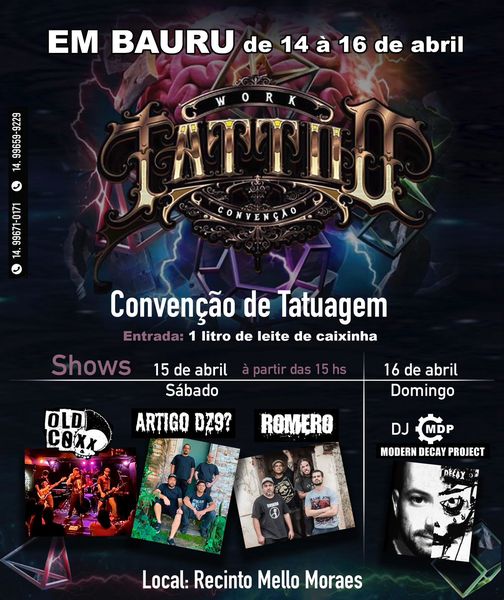 EM BAURU de 14 à 16 de abril
WORK
TATTOO
CONVENÇÃO
14. 99659-9229
14. 99671-0171
Convenção de Tatuagem
Entrada: 1 litro de leite de caixinha
Shows
15 de abril
Sábado
à partir das 15 hs
16 de abril
Domingo
OLD COXX
ARTIGO DZ9?
ROMERO
DJ MDP
MODERN DECAY PROJECT
DECAY
Local: Recinto Mello Moraes